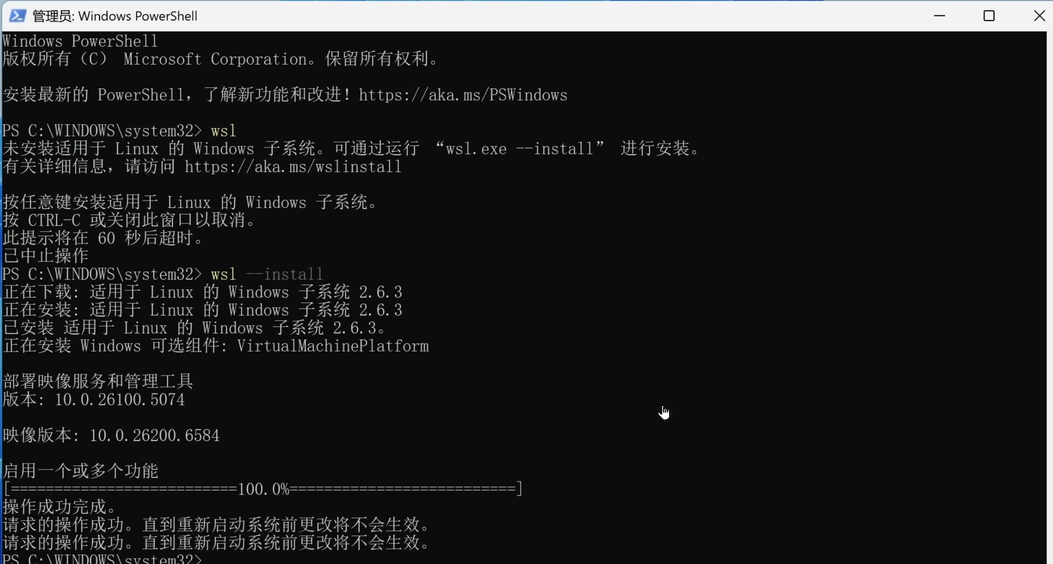 管理员: Windows PowerShell
Windows PowerShell
版权所有（C） Microsoft Corporation。保留所有权利。
安装最新的 PowerShell，了解新功能和改进！https://aka.ms/PSWindows
PS C:\WINDOWS\system32> wsl
未安装适用于 Linux 的 Windows 子系统。可通过运行 “wsl.exe --install” 进行安装。
有关详细信息，请访问 https://aka.ms/wslinstall
按任意键安装适用于 Linux 的 Windows 子系统。
按 CTRL-C 或关闭此窗口以取消。
此提示将在 60 秒后超时。
已中止操作
PS C:\WINDOWS\system32> wsl --install
正在下载: 适用于 Linux 的 Windows 子系统 2.6.3
正在安装: 适用于 Linux 的 Windows 子系统 2.6.3
已安装 适用于 Linux 的 Windows 子系统 2.6.3。
正在安装 Windows 可选组件: VirtualMachinePlatform
部署映像服务和管理工具
版本: 10.0.26100.5074
映像版本: 10.0.26200.6584
启用一个或多个功能
[==========================100.0%==========================]
操作成功完成。
请求的操作成功。直到重新启动系统前更改将不会生效。
请求的操作成功。直到重新启动系统前更改将不会生效。
PS C:\WINDOWS\system32>